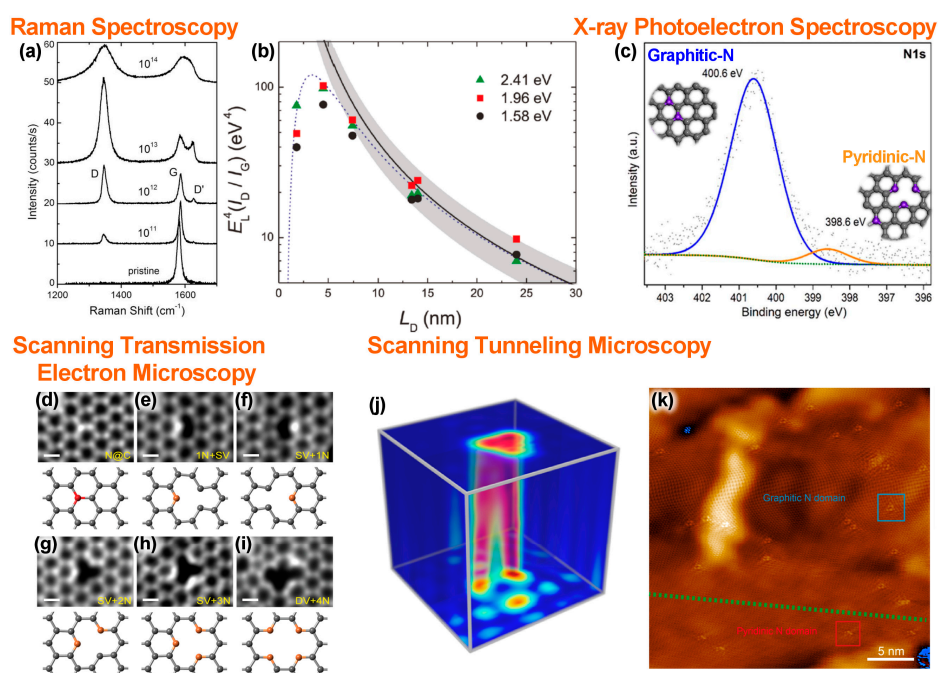 Raman Spectroscopy
X-ray Photoelectron Spectroscopy
(a)
60
50
40
30
20
10
0
Intensity (counts/s)
10¹⁴
10¹³
10¹²
10¹¹
pristine
D
G
D'
1200
1400
1600
Raman Shift (cm⁻¹)
(b)
100
10
E_L⁴(I_D / I_G) (eV⁴)
2.41 eV
1.96 eV
1.58 eV
0
5
10
15
20
25
30
L_D (nm)
(c)
N1s
Graphitic-N
400.6 eV
Pyridinic-N
398.6 eV
Intensity (a.u.)
403
402
401
400
399
398
397
396
Binding energy (eV)
Scanning Transmission
Electron Microscopy
Scanning Tunneling Microscopy
(d)
N@C
(e)
1N+SV
(f)
SV+1N
(g)
SV+2N
(h)
SV+3N
(i)
DV+4N
(j)
(k)
Graphitic N domain
Pyridinic N domain
5 nm